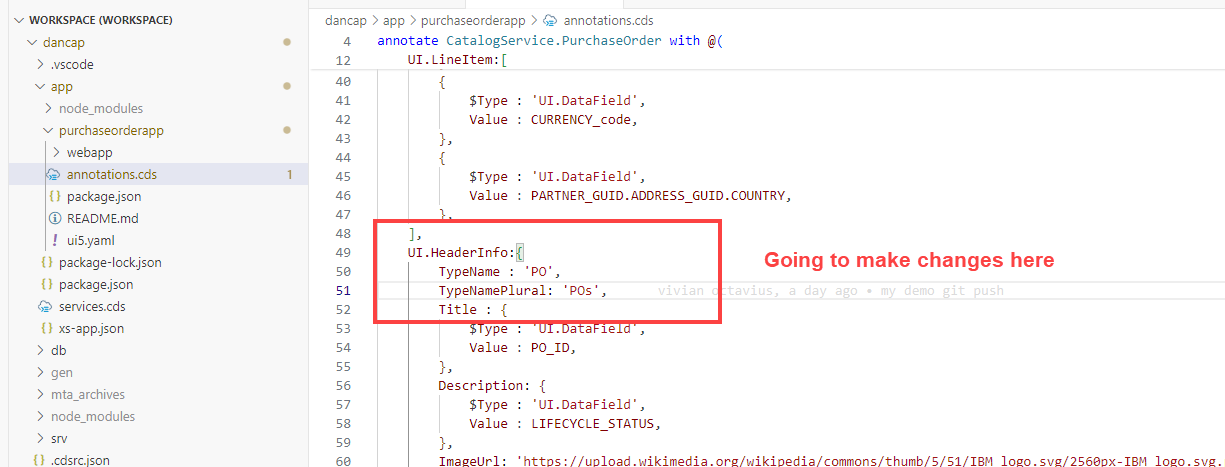 WORKSPACE (WORKSPACE)
dancap
.vscode
app
node_modules
purchaseorderapp
webapp
annotations.cds 1
{} package.json
README.md
! ui5.yaml
{} package-lock.json
{} package.json
services.cds
{} xs-app.json
db
gen
mta_archives
node_modules
srv
{} .cdsrc.json
dancap > app > purchaseorderapp > annotations.cds
4 annotate CatalogService.PurchaseOrder with @(
12 UI.LineItem:[
40 {
41 $Type : 'UI.DataField',
42 Value : CURRENCY_code,
43 },
44 {
45 $Type : 'UI.DataField',
46 Value : PARTNER_GUID.ADDRESS_GUID.COUNTRY,
47 },
48 ],
49 UI.HeaderInfo:{
50 TypeName : 'PO',
51 TypeNamePlural: 'POs', vivian octavius, a day ago • my demo git push
52 Title : {
53 $Type : 'UI.DataField',
54 Value : PO_ID,
55 },
56 Description: {
57 $Type : 'UI.DataField',
58 Value : LIFECYCLE_STATUS,
59 },
60 ImageUrl: 'https://upload.wikimedia.org/wikipedia/commons/thumb/5/51/IBM_logo.svg/2560px-IBM_logo.svg.
Going to make changes here